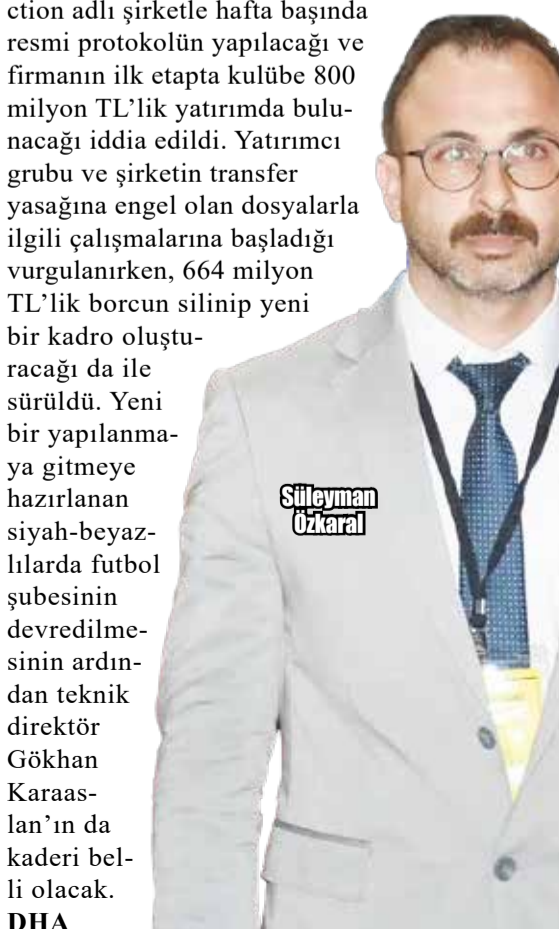 ction adlı şirketle hafta başında
resmi protokolün yapılacağı ve
firmanın ilk etapta kulübe 800
milyon TL’lik yatırımda bulu-
nacağı iddia edildi. Yatırımcı
grubu ve şirketin transfer
yasağına engel olan dosyalarla
ilgili çalışmalarına başladığı
vurgulanırken, 664 milyon
TL’lik borcun silinip yeni
bir kadro oluştu-
racağı da ile
sürüldü. Yeni
bir yapılanma-
ya gitmeye
hazırlanan
siyah-beyaz-
lılarda futbol
şubesinin
devredilme-
sinin ardın-
dan teknik
direktör
Gökhan
Karaas-
lan’ın da
kaderi bel-
li olacak.
DHA
Süleyman
Özkaral